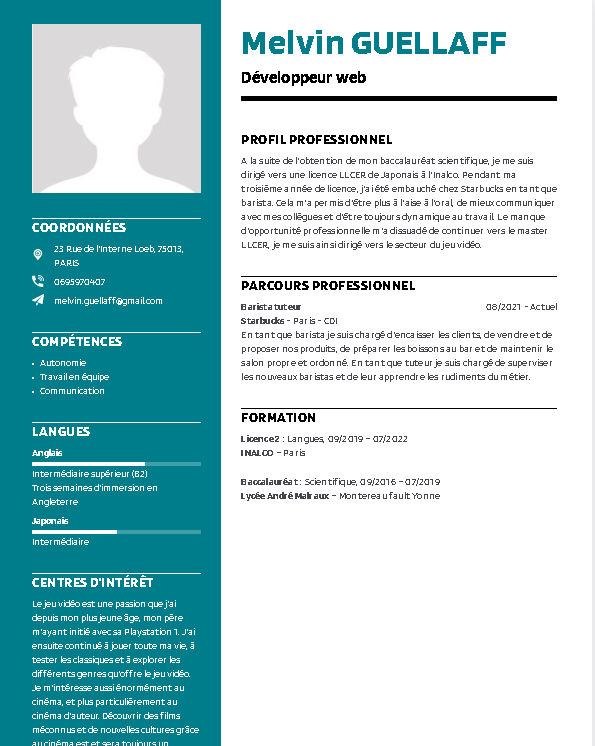 Melvin GUELLAFF
Développeur web
COORDONNÉES
23 Rue de l'Interne Loeb, 75013,
PARIS
0695970407
melvin.guellaff@gmail.com
COMPÉTENCES
• Autonomie
• Travail en équipe
• Communication
LANGUES
Anglais
Intermédiaire supérieur (B2)
Trois semaines d'immersion en
Angleterre
Japonais
Intermédiaire
CENTRES D'INTÉRÊT
Le jeu vidéo est une passion que j'ai
depuis mon plus jeune âge, mon père
m'ayant initié avec sa Playstation 1. J'ai
ensuite continué à jouer toute ma vie, à
tester les classiques et à explorer les
différents genres qu'offre le jeu vidéo.
Je m'intéresse aussi énormément au
cinéma, et plus particulièrement au
cinéma d'auteur. Découvrir des films
méconnus et de nouvelles cultures grâce
au cinéma est et sera toujours un
PROFIL PROFESSIONNEL
A la suite de l'obtention de mon baccalauréat scientifique, je me suis
dirigé vers une licence LLCER de Japonais à l'Inalco. Pendant ma
troisième année de licence, j'ai été embauché chez Starbucks en tant que
barista. Cela m'a permis d'être plus à l'aise à l'oral, de mieux communiquer
avec mes collègues et d'être toujours dynamique au travail. Le manque
d'opportunité professionnelle m'a dissuadé de continuer vers le master
LLCER, je me suis ainsi dirigé vers le secteur du jeu vidéo.
PARCOURS PROFESSIONNEL
Barista tuteur 08/2021 - Actuel
Starbucks - Paris - CDI
En tant que barista je suis chargé d'encaisser les clients, de vendre et de
proposer nos produits, de préparer les boissons au bar et de maintenir le
salon propre et ordonné. En tant que tuteur je suis chargé de superviser
les nouveaux baristas et de leur apprendre les rudiments du métier.
FORMATION
Licence2 : Langues, 09/2019 - 07/2022
INALCO - Paris
Baccalauréat : Scientifique, 09/2016 - 07/2019
Lycée André Malraux - Montereau fault Yonne